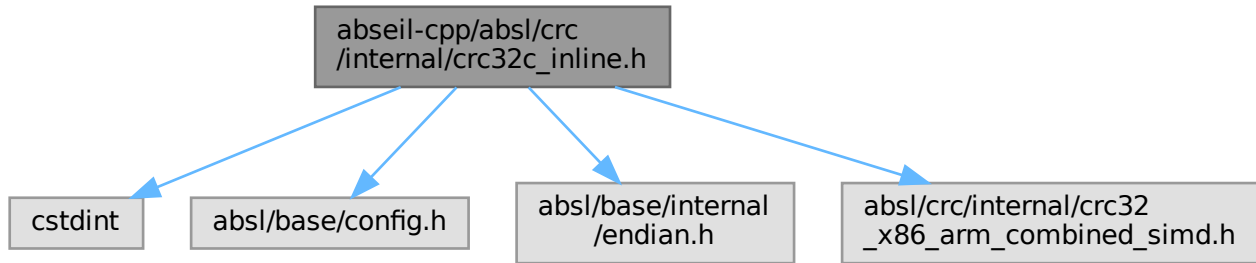 abseil-cpp/absl/crc
/internal/crc32c_inline.h
cstdint
absl/base/config.h
absl/base/internal
/endian.h
absl/crc/internal/crc32
_x86_arm_combined_simd.h